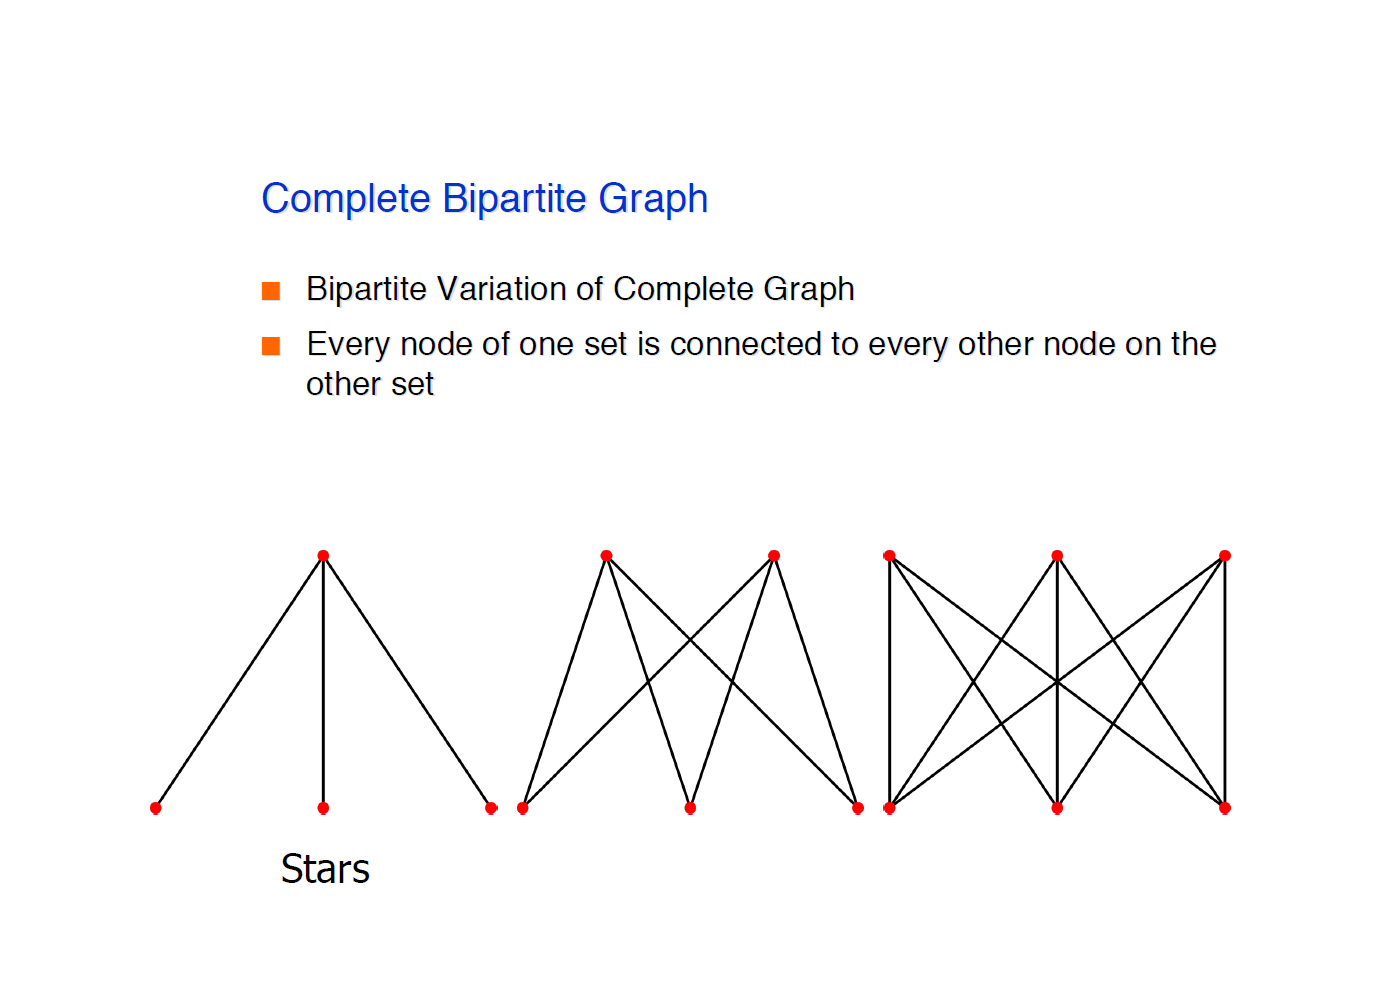 Complete Bipartite Graph
Bipartite Variation of Complete Graph
Every node of one set is connected to every other node on the
other set
Stars